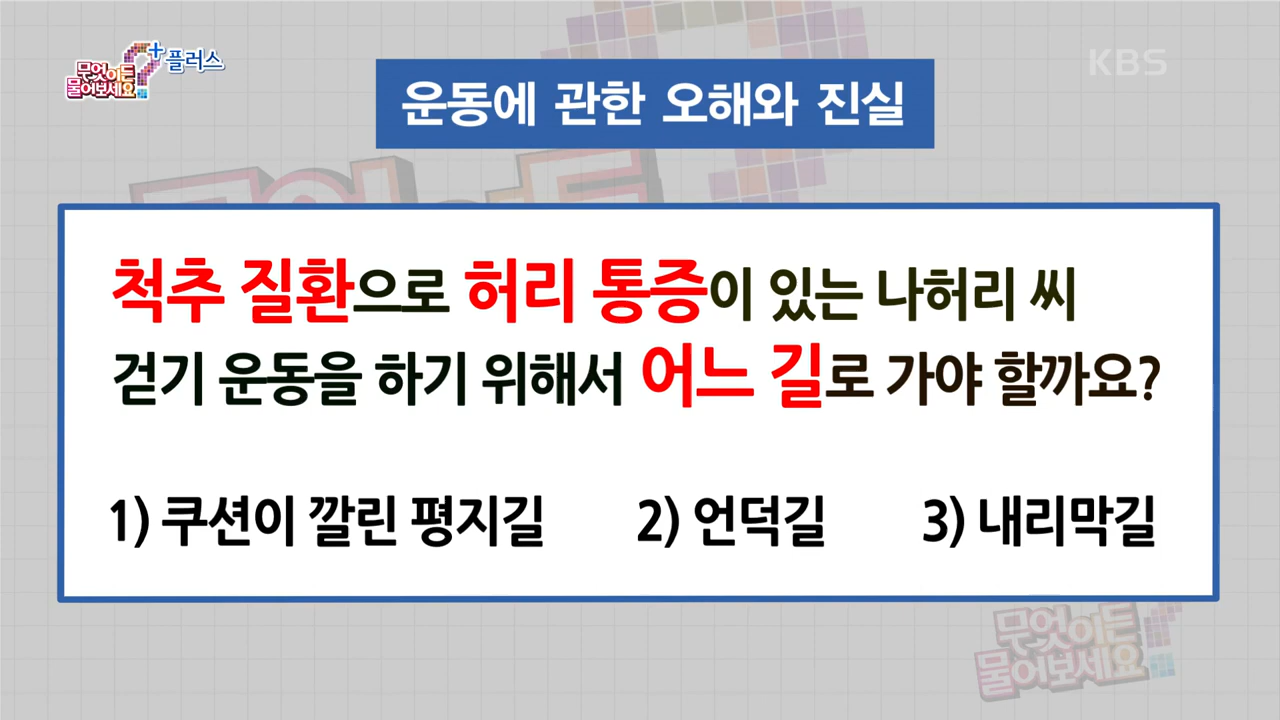 무엇이든
물어보세요
플러스
KBS
운동에 관한 오해와 진실
척추 질환으로 허리 통증이 있는 나허리 씨
걷기 운동을 하기 위해서 어느 길로 가야 할까요?
1) 쿠션이 깔린 평지길 2) 언덕길 3) 내리막길
무엇이든
물어보세요